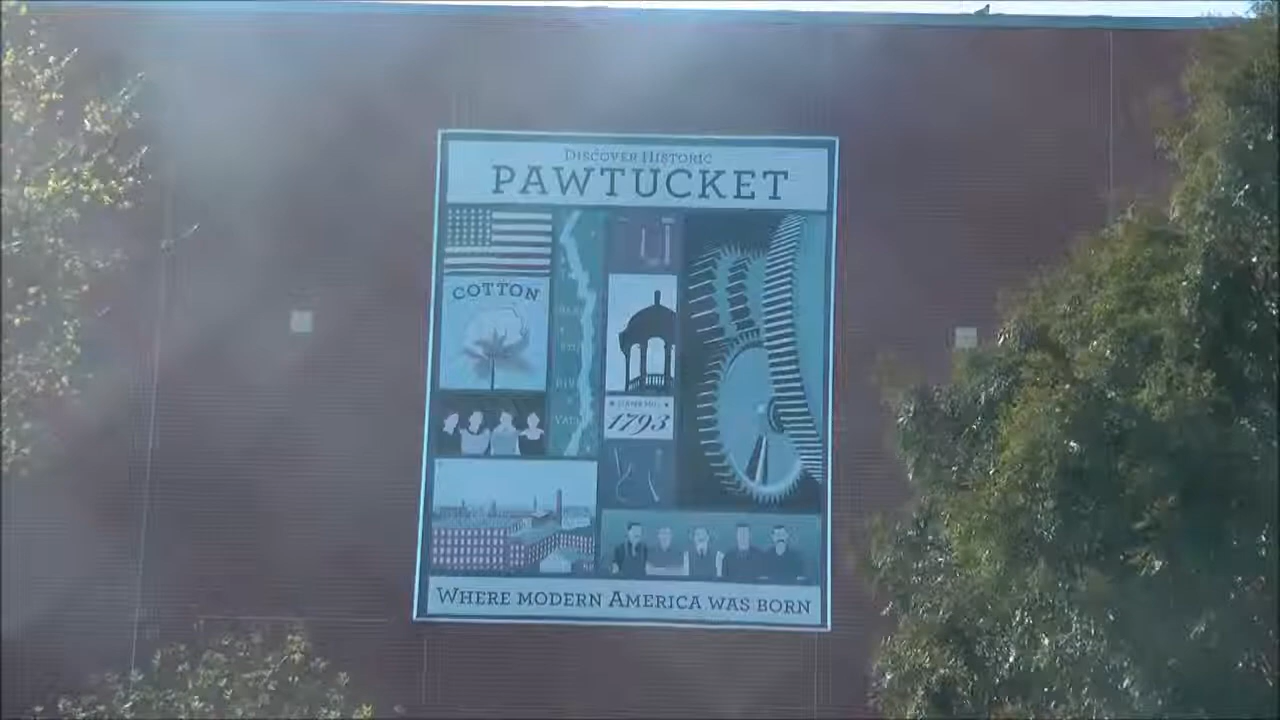 DISCOVER HISTORIC
PAWTUCKET
COTTON
1793
WHERE MODERN AMERICA WAS BORN